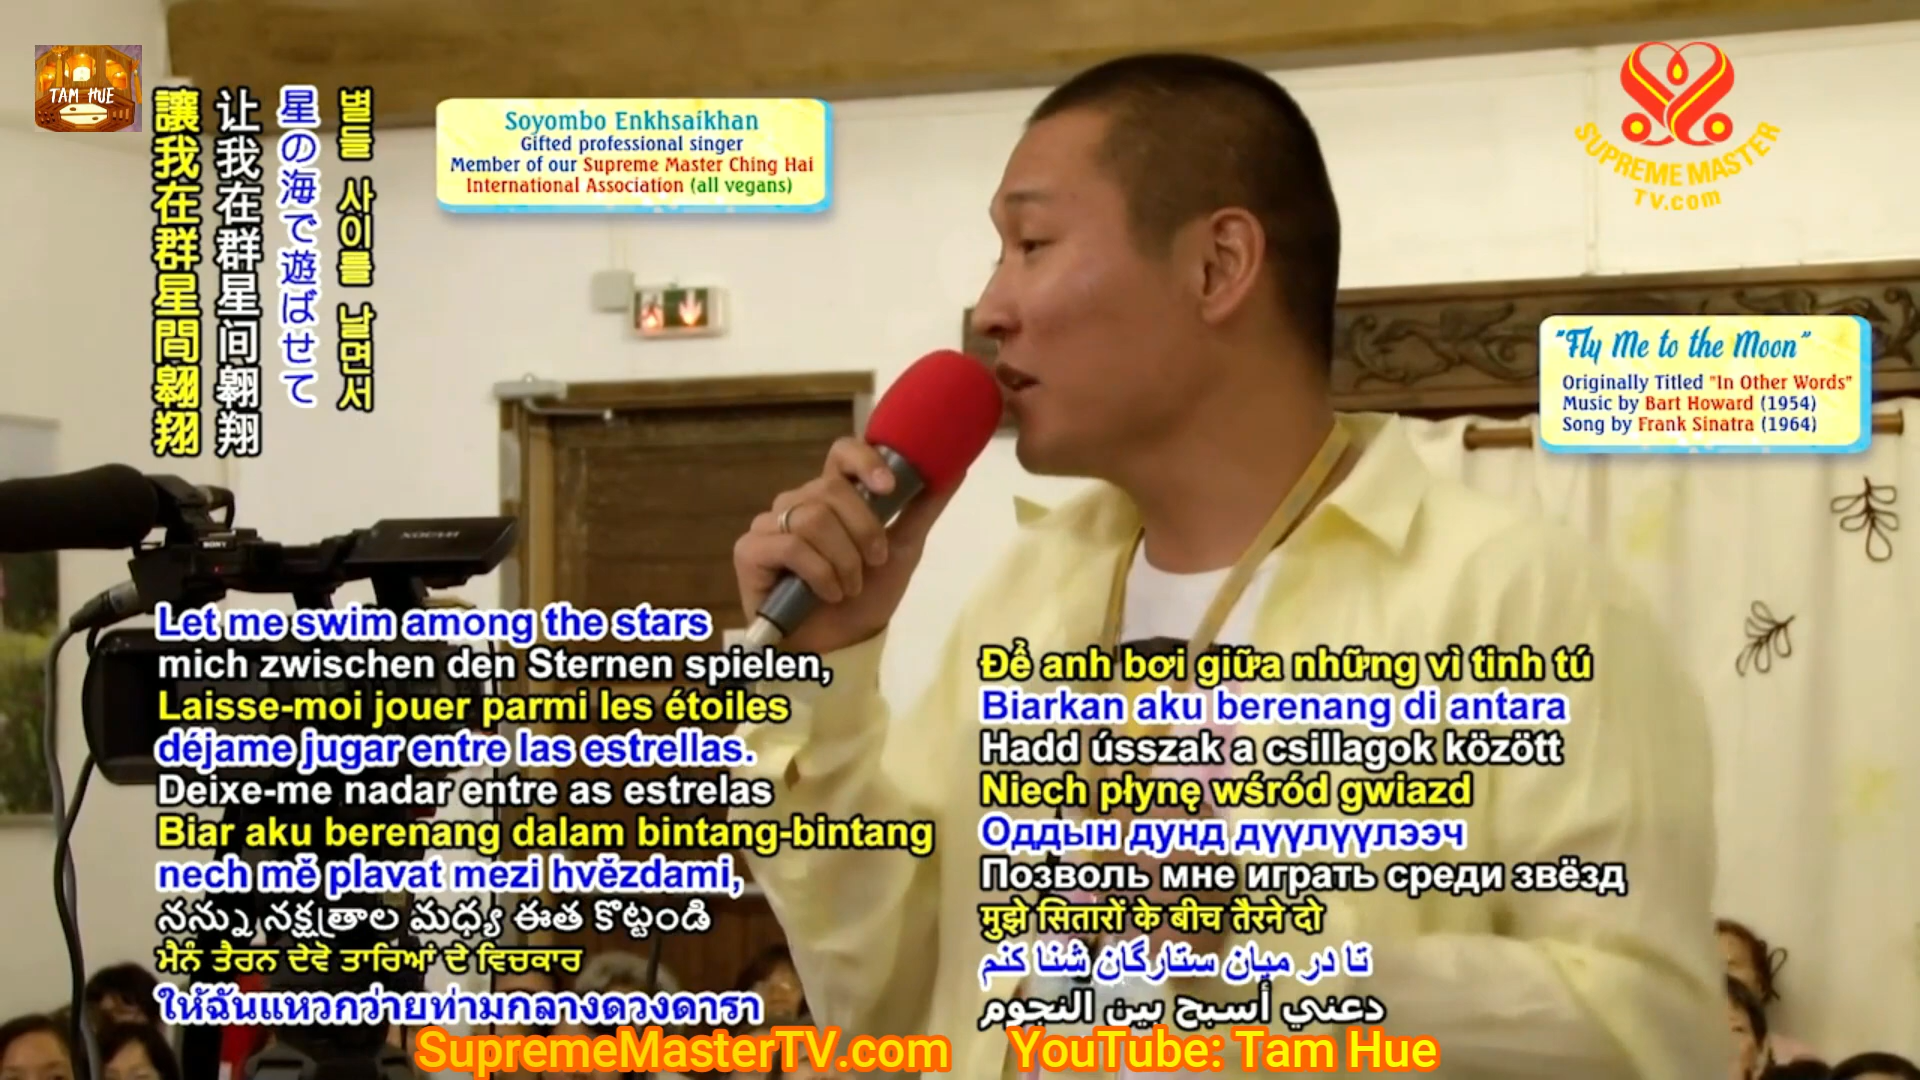 TAM HUE
讓我在群星間翱翔
让我在群星间翱翔
星の海で遊ばせて
별들 사이를 날면서
Soyombo Enkhsaikhan
Gifted professional singer
Member of our Supreme Master Ching Hai
International Association (all vegans)
SUPREME MASTER
TV.com
"Fly Me to the Moon"
Originally Titled "In Other Words"
Music by Bart Howard (1954)
Song by Frank Sinatra (1964)
SONY
Let me swim among the stars
mich zwischen den Sternen spielen,
Laisse-moi jouer parmi les étoiles
déjame jugar entre las estrellas.
Deixe-me nadar entre as estrelas
Biar aku berenang dalam bintang-bintang
nech mě plavat mezi hvězdami,
నన్ను నక్షత్రాల మధ్య ఈత కొట్టండి
ਮੈਨੰ ਤੈਰਨ ਦੇਵੋ ਤਾਰਿਆਂ ਦੇ ਵਿਚਕਾਰ
ให้ฉันแหวกว่ายท่ามกลางดวงดารา
Để anh bơi giữa những vì tinh tú
Biarkan aku berenang di antara
Hadd ússzak a csillagok között
Niech płynę wśród gwiazd
Оддын дунд дүүлүүлээч
Позволь мне играть среди звёзд
मुझे सितारों के बीच तैरने दो
تا در میان ستارگان شنا کنم
دعني أسبح بين النجوم
SupremeMasterTV.com YouTube: Tam Hue